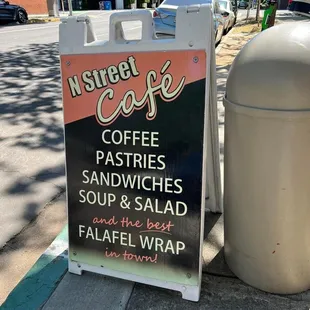 N Street
Café
COFFEE
PASTRIES
SANDWICHES
SOUP & SALAD
and the best
FALAFEL WRAP
in town!